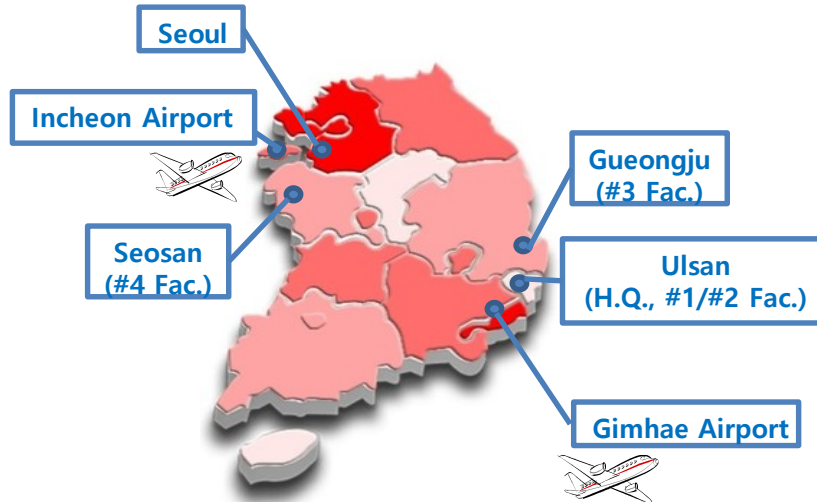 Seoul
Incheon Airport
Gueongju
(#3 Fac.)
Seosan
(#4 Fac.)
Ulsan
(H.Q., #1/#2 Fac.)
Gimhae Airport